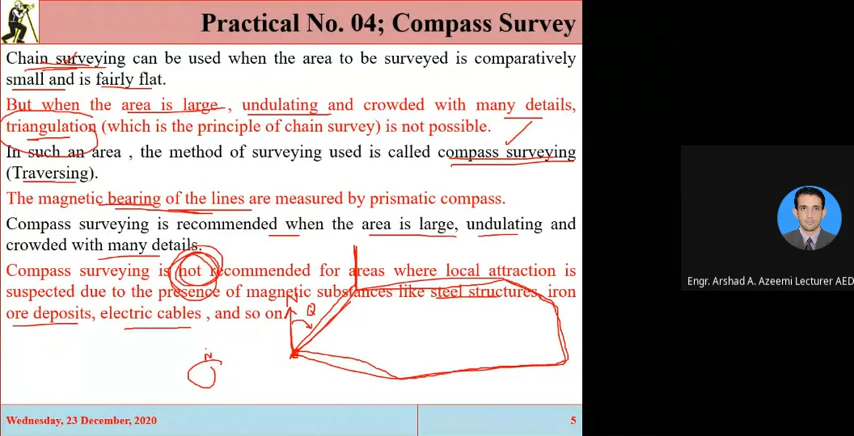 Practical No. 04; Compass Survey
Chain surveying can be used when the area to be surveyed is comparatively
small and is fairly flat.
But when the area is large , undulating and crowded with many details,
triangulation (which is the principle of chain survey) is not possible.
In such an area , the method of surveying used is called compass surveying
(Traversing).
The magnetic bearing of the lines are measured by prismatic compass.
Compass surveying is recommended when the area is large, undulating and
crowded with many details.
Compass surveying is not recommended for areas where local attraction is
suspected due to the presence of magnetic substances like steel structures, iron
ore deposits, electric cables , and so on
N
Q
N
Engr. Arshad A. Azeemi Lecturer AED
Wednesday, 23 December, 2020
5